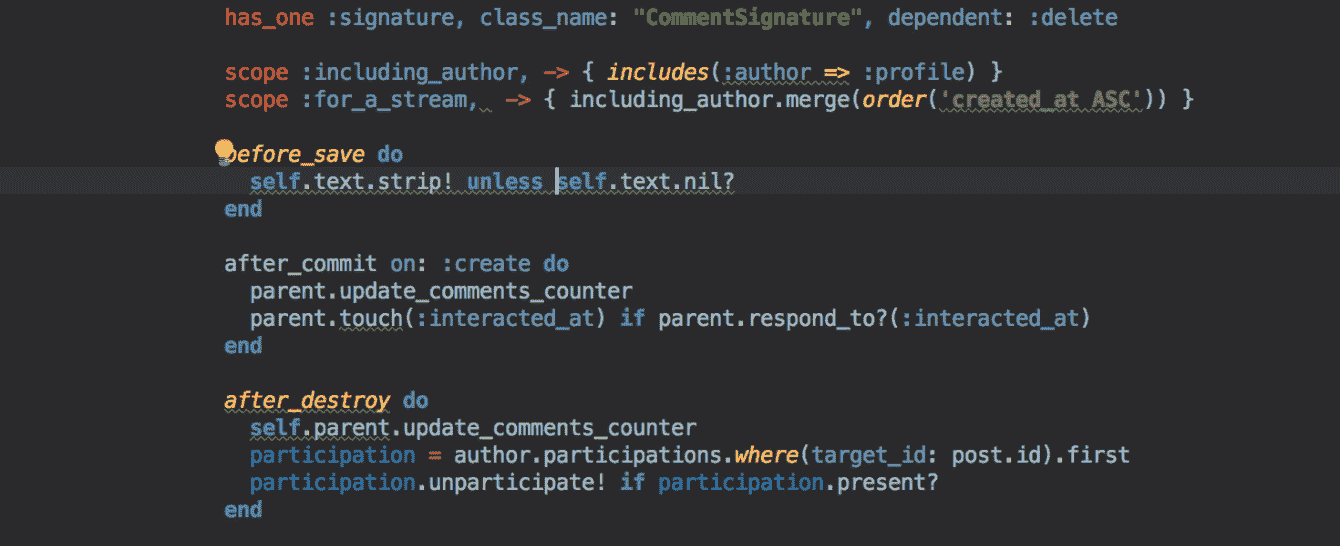 has_one :signature, class_name: "CommentSignature", dependent: :delete
scope :including_author, -> { includes(:author => :profile) }
scope :for_a_stream,  -> { including_author.merge(order('created_at ASC')) }
before_save do
self.text.strip! unless self.text.nil?
end
after_commit on: :create do
parent.update_comments_counter
parent.touch(:interacted_at) if parent.respond_to?(:interacted_at)
end
after_destroy do
self.parent.update_comments_counter
participation = author.participations.where(target_id: post.id).first
participation.unparticipate! if participation.present?
end